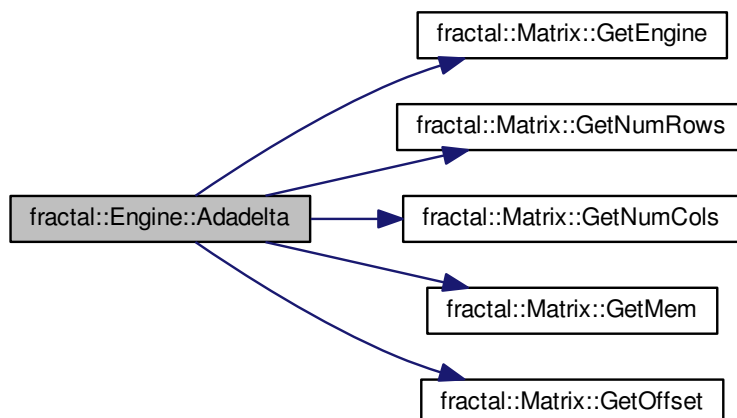 fractal::Matrix::GetEngine
fractal::Matrix::GetNumRows
fractal::Engine::Adadelta
fractal::Matrix::GetNumCols
fractal::Matrix::GetMem
fractal::Matrix::GetOffset